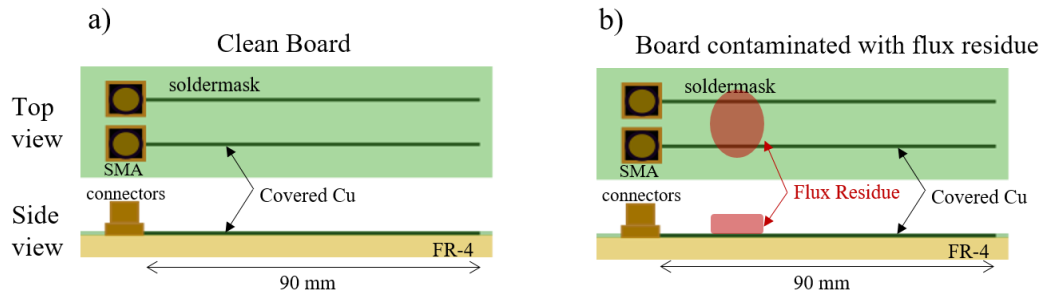 a)
Clean Board
Top
view
soldermask
SMA
connectors
Covered Cu
Side
view
FR-4
90 mm
b)
Board contaminated with flux residue
soldermask
SMA
connectors
Flux Residue
Covered Cu
FR-4
90 mm